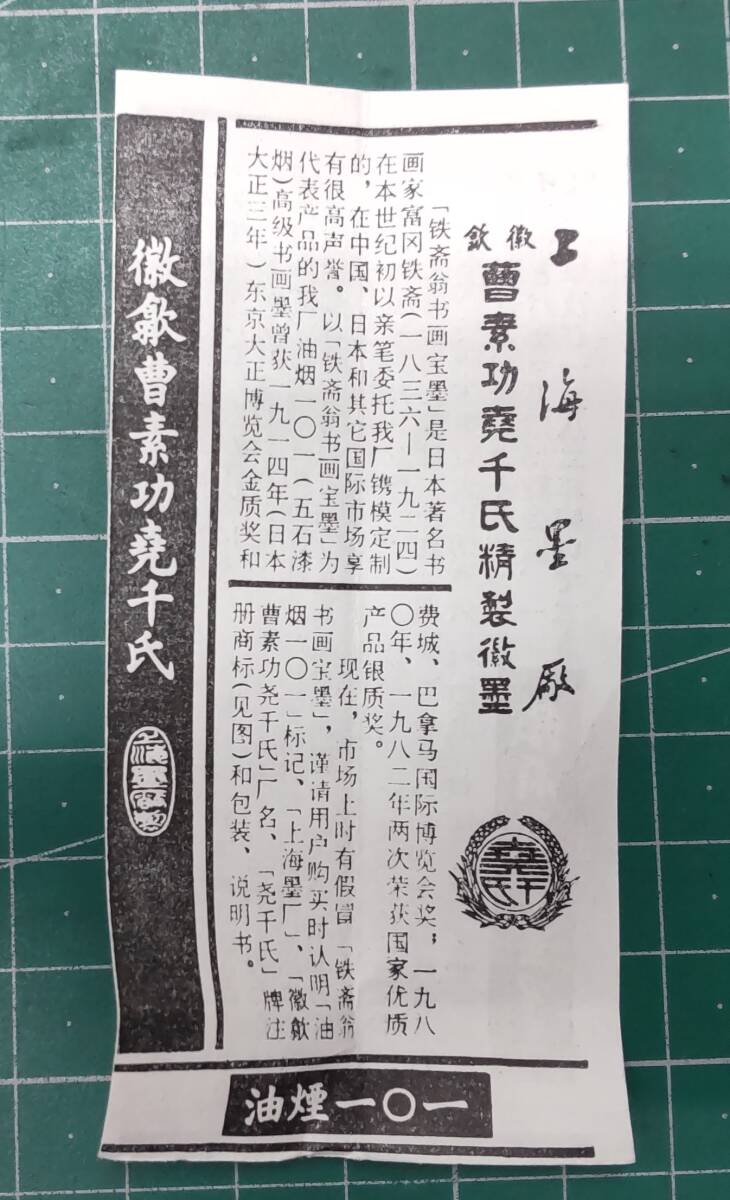 上海墨厰
徽歙
曹素功堯千氏精製徽墨
堯千氏
「铁斋翁书画宝墨」是日本著名书
画家富冈铁斋(一八三六—一九二四)
在本世纪初以亲笔委托我厂镌模定制
的，在中国、日本和其它国际市场享
有很高声誉。以「铁斋翁书画宝墨」为
代表产品的我厂油烟一〇一(五石漆
烟)高级书画墨曾获一九一四年(日本
大正三年)东京大正博览会金质奖和
费城、巴拿马国际博览会奖，一九八
〇年、一九八二年两次荣获国家优质
产品银质奖。
现在，市场上时有假冒「铁斋翁
书画宝墨」，谨请用户购买时认明「油
烟一〇一」标记、「上海墨厂」、「徽歙
曹素功尧千氏」厂名、「尧千氏」牌注
册商标(见图)和包装、说明书。
徽歙曹素功堯千氏
油煙一〇一